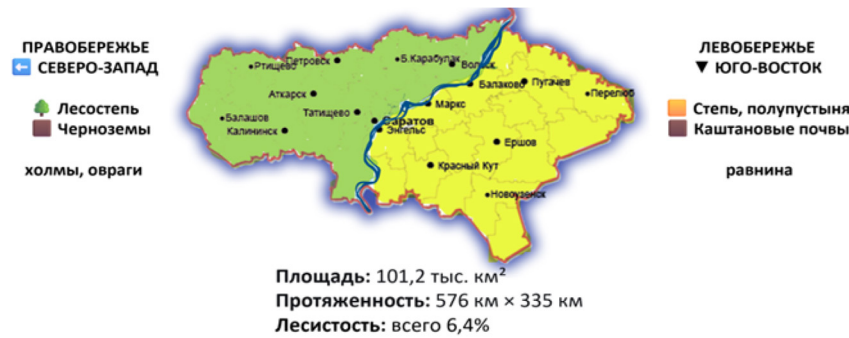 ПРАВОБЕРЕЖЬЕ
СЕВЕРО-ЗАПАД
Лесостепь
Черноземы
холмы, овраги
Ртищево
Петровск
Б.Карабулак
Вольск
Балаково
Пугачев
Перелюб
Аткарск
Татищево
Маркс
Балашов
Калининск
Саратов
Энгельс
Ершов
Красный Кут
Новоузенск
ЛЕВОБЕРЕЖЬЕ
▼ ЮГО-ВОСТОК
Степь, полупустыня
Каштановые почвы
равнина
Площадь: 101,2 тыс. км²
Протяженность: 576 км × 335 км
Лесистость: всего 6,4%